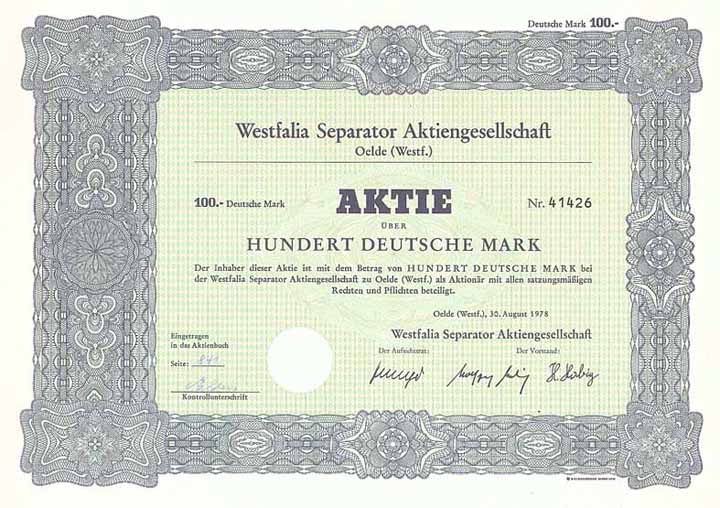 Deutsche Mark 100.-
Westfalia Separator Aktiengesellschaft
Oelde (Westf.)
100.- Deutsche Mark AKTIE Nr. 41426
ÜBER
HUNDERT DEUTSCHE MARK
Der Inhaber dieser Aktie ist mit dem Betrag von HUNDERT DEUTSCHE MARK bei
der Westfalia Separator Aktiengesellschaft zu Oelde (Westf.) als Aktionär mit allen satzungsmäßigen
Rechten und Pflichten beteiligt.
Oelde (Westf.), 30. August 1978
Eingetragen
in das Aktienbuch
Seite: 841
Kontrollunterschrift
Westfalia Separator Aktiengesellschaft
Der Aufsichtsrat: Der Vorstand: